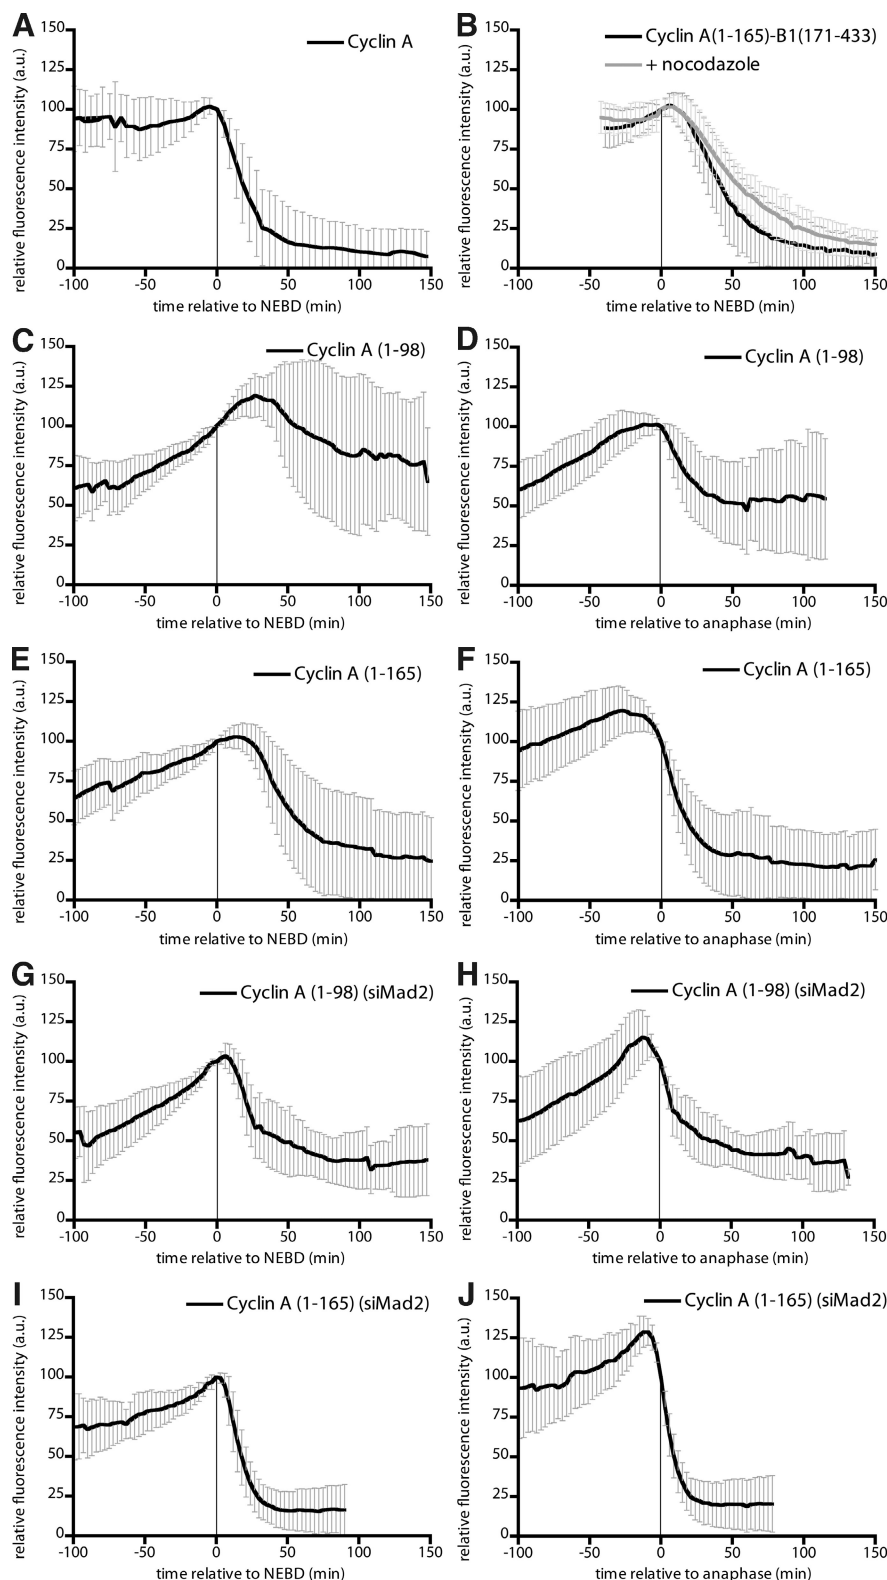 A
Cyclin A
relative fluorescence intensity (a.u.)
150
125
100
75
50
25
0
-100 -50 0 50 100 150
time relative to NEBD (min)
B
Cyclin A(1-165)-B1(171-433)
+ nocodazole
relative fluorescence intensity (a.u.)
150
125
100
75
50
25
0
-100 -50 0 50 100 150
time relative to NEBD (min)
C
Cyclin A (1-98)
relative fluorescence intensity (a.u.)
150
125
100
75
50
25
0
-100 -50 0 50 100 150
time relative to NEBD (min)
D
Cyclin A (1-98)
relative fluorescence intensity (a.u.)
150
125
100
75
50
25
0
-100 -50 0 50 100 150
time relative to anaphase (min)
E
Cyclin A (1-165)
relative fluorescence intensity (a.u.)
150
125
100
75
50
25
0
-100 -50 0 50 100 150
time relative to NEBD (min)
F
Cyclin A (1-165)
relative fluorescence intensity (a.u.)
150
125
100
75
50
25
0
-100 -50 0 50 100 150
time relative to anaphase (min)
G
Cyclin A (1-98) (siMad2)
relative fluorescence intensity (a.u.)
150
125
100
75
50
25
0
-100 -50 0 50 100 150
time relative to NEBD (min)
H
Cyclin A (1-98) (siMad2)
relative fluorescence intensity (a.u.)
150
125
100
75
50
25
0
-100 -50 0 50 100 150
time relative to anaphase (min)
I
Cyclin A (1-165) (siMad2)
relative fluorescence intensity (a.u.)
150
125
100
75
50
25
0
-100 -50 0 50 100 150
time relative to NEBD (min)
J
Cyclin A (1-165) (siMad2)
relative fluorescence intensity (a.u.)
150
125
100
75
50
25
0
-100 -50 0 50 100 150
time relative to anaphase (min)